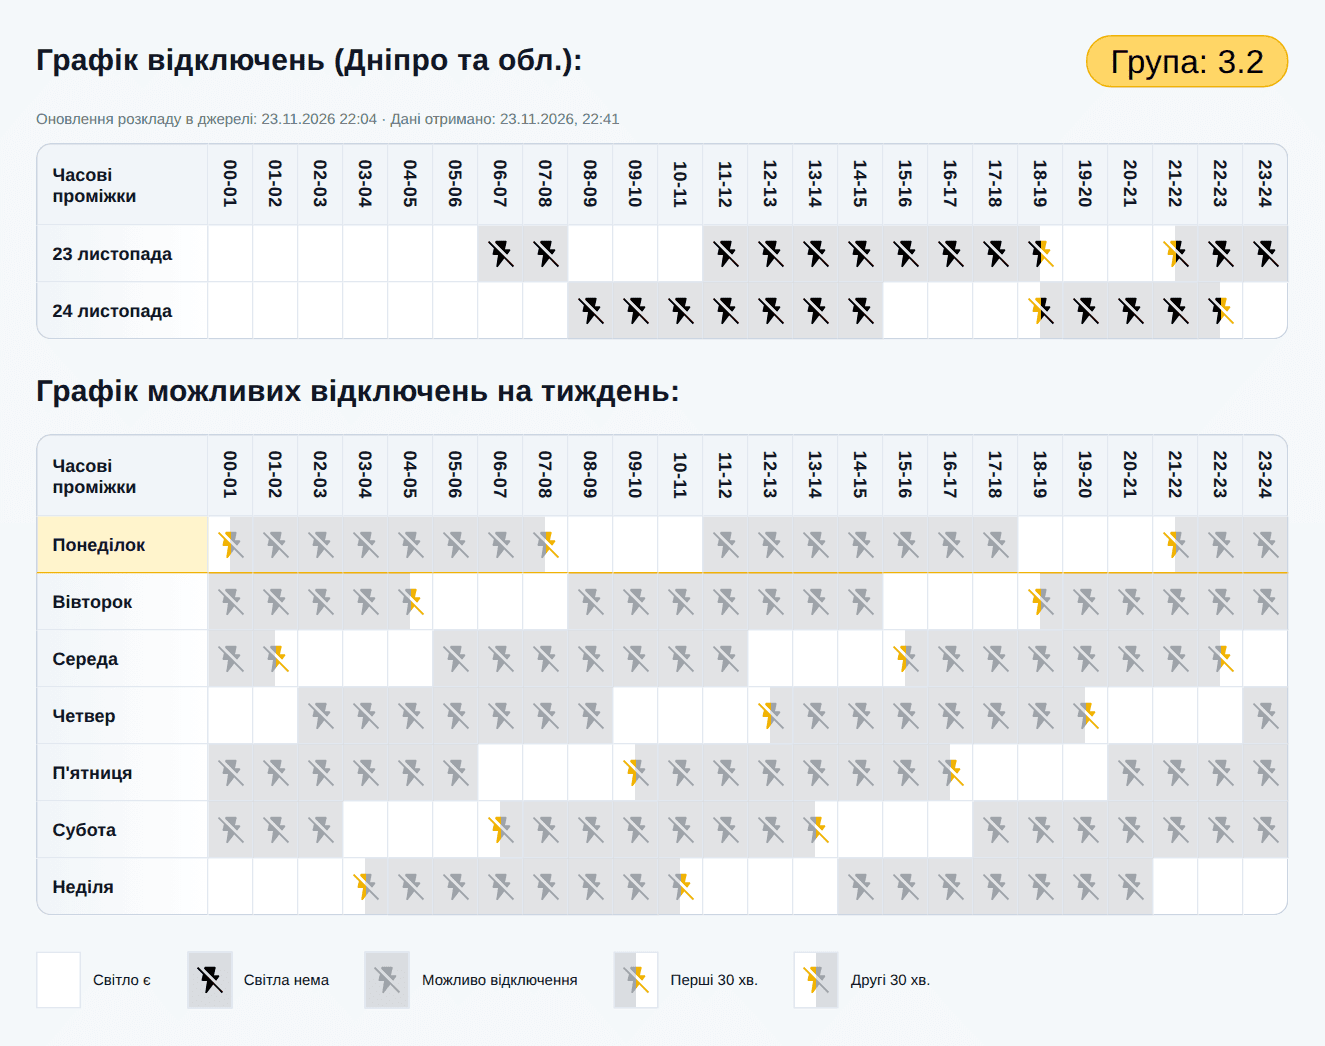 Графік відключень (Дніпро та обл.):
Група: 3.2
Оновлення розкладу в джерелі: 23.11.2026 22:04 · Дані отримано: 23.11.2026, 22:41
Часові
проміжки
00-01 01-02 02-03 03-04 04-05 05-06 06-07 07-08 08-09 09-10 10-11 11-12 12-13 13-14 14-15 15-16 16-17 17-18 18-19 19-20 20-21 21-22 22-23 23-24
23 листопада
24 листопада
Графік можливих відключень на тиждень:
Часові
проміжки
00-01 01-02 02-03 03-04 04-05 05-06 06-07 07-08 08-09 09-10 10-11 11-12 12-13 13-14 14-15 15-16 16-17 17-18 18-19 19-20 20-21 21-22 22-23 23-24
Понеділок
Вівторок
Середа
Четвер
П'ятниця
Субота
Неділя
Світло є
Світла нема
Можливо відключення
Перші 30 хв.
Другі 30 хв.